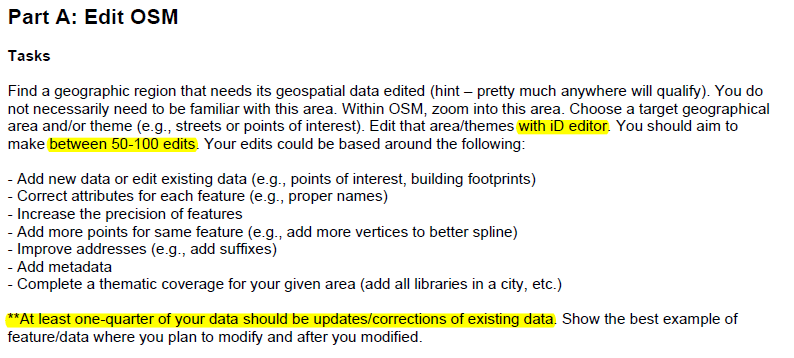 Part A: Edit OSM
Tasks
Find a geographic region that needs its geospatial data edited (hint – pretty much anywhere will qualify). You do
not necessarily need to be familiar with this area. Within OSM, zoom into this area. Choose a target geographical
area and/or theme (e.g., streets or points of interest). Edit that area/themes with iD editor. You should aim to
make between 50-100 edits. Your edits could be based around the following:
- Add new data or edit existing data (e.g., points of interest, building footprints)
- Correct attributes for each feature (e.g., proper names)
- Increase the precision of features
- Add more points for same feature (e.g., add more vertices to better spline)
- Improve addresses (e.g., add suffixes)
- Add metadata
- Complete a thematic coverage for your given area (add all libraries in a city, etc.)
**At least one-quarter of your data should be updates/corrections of existing data. Show the best example of
feature/data where you plan to modify and after you modified.